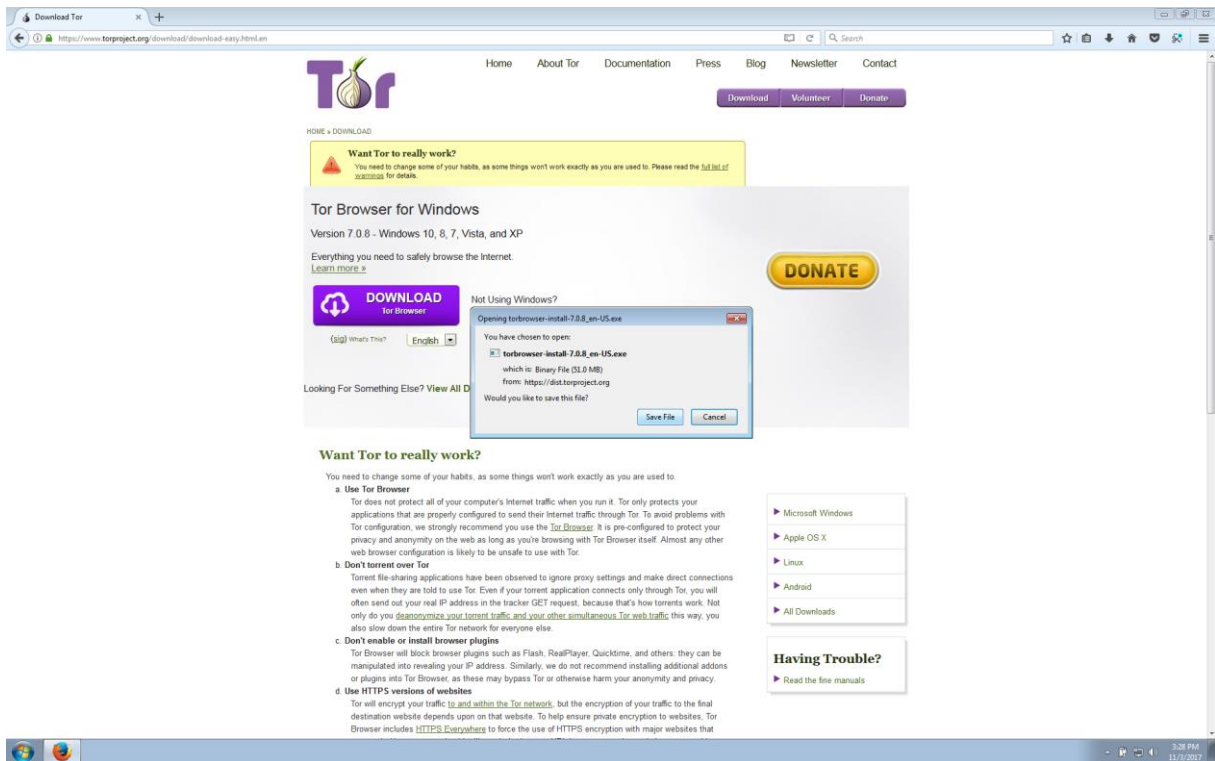 Download Tor
https://www.torproject.org/download/download-easy.html.en
Search
Tor
Home About Tor Documentation Press Blog Newsletter Contact
Download Volunteer Donate
HOME » DOWNLOAD
Want Tor to really work?
You need to change some of your habits, as some things won't work exactly as you are used to. Please read the full list of
warnings for details.
Tor Browser for Windows
Version 7.0.8 - Windows 10, 8, 7, Vista, and XP
Everything you need to safely browse the Internet.
Learn more »
DONATE
DOWNLOAD
Tor Browser
Not Using Windows?
(sig) What's This? English
Looking For Something Else? View All D
Opening torbrowser-install-7.0.8_en-US.exe
You have chosen to open:
torbrowser-install-7.0.8_en-US.exe
which is: Binary File (51.0 MB)
from: https://dist.torproject.org
Would you like to save this file?
Save File Cancel
Want Tor to really work?
You need to change some of your habits, as some things won't work exactly as you are used to.
a. Use Tor Browser
Tor does not protect all of your computer's Internet traffic when you run it. Tor only protects your
applications that are properly configured to send their Internet traffic through Tor. To avoid problems with
Tor configuration, we strongly recommend you use the Tor Browser. It is pre-configured to protect your
privacy and anonymity on the web as long as you're browsing with Tor Browser itself. Almost any other
web browser configuration is likely to be unsafe to use with Tor.
b. Don't torrent over Tor
Torrent file-sharing applications have been observed to ignore proxy settings and make direct connections
even when they are told to use Tor. Even if your torrent application connects only through Tor, you will
often send out your real IP address in the tracker GET request, because that's how torrents work. Not
only do you deanonymize your torrent traffic and your other simultaneous Tor web traffic this way, you
also slow down the entire Tor network for everyone else.
c. Don't enable or install browser plugins
Tor Browser will block browser plugins such as Flash, RealPlayer, Quicktime, and others: they can be
manipulated into revealing your IP address. Similarly, we do not recommend installing additional addons
or plugins into Tor Browser, as these may bypass Tor or otherwise harm your anonymity and privacy.
d. Use HTTPS versions of websites
Tor will encrypt your traffic to and within the Tor network, but the encryption of your traffic to the final
destination website depends upon on that website. To help ensure private encryption to websites, Tor
Browser includes HTTPS Everywhere to force the use of HTTPS encryption with major websites that
Microsoft Windows
Apple OS X
Linux
Android
All Downloads
Having Trouble?
Read the fine manuals
3:28 PM
11/3/2017